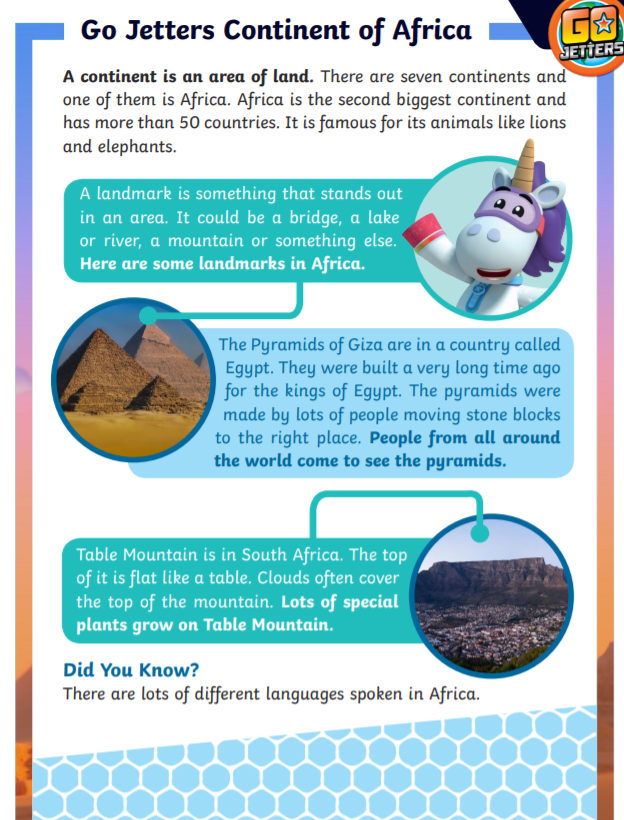 Go Jetters Continent of Africa
GO
JETTERS
A continent is an area of land. There are seven continents and
one of them is Africa. Africa is the second biggest continent and
has more than 50 countries. It is famous for its animals like lions
and elephants.
A landmark is something that stands out
in an area. It could be a bridge, a lake
or river, a mountain or something else.
Here are some landmarks in Africa.
The Pyramids of Giza are in a country called
Egypt. They were built a very long time ago
for the kings of Egypt. The pyramids were
made by lots of people moving stone blocks
to the right place. People from all around
the world come to see the pyramids.
Table Mountain is in South Africa. The top
of it is flat like a table. Clouds often cover
the top of the mountain. Lots of special
plants grow on Table Mountain.
Did You Know?
There are lots of different languages spoken in Africa.